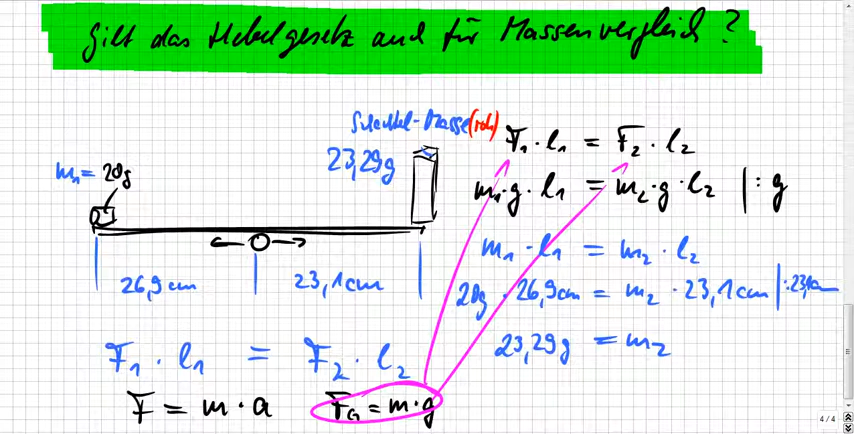 Gilt das Hebelgesetz auch für Massenvergleich?
Schachtel-Masse (roh)
23,29g
m₁ = 20g
26,9cm
23,1cm
F₁ · l₁ = F₂ · l₂
F = m · a
F_G = m · g
F₁ · l₁ = F₂ · l₂
m₁ · g · l₁ = m₂ · g · l₂ | : g
m₁ · l₁ = m₂ · l₂
20g · 26,9cm = m₂ · 23,1cm | : 23,1cm
23,29g = m₂
4/4